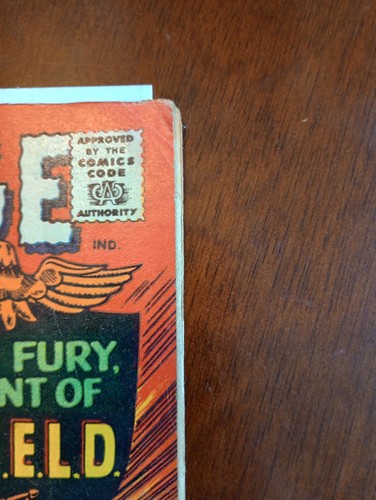 APPROVED
BY THE
COMICS
CODE
CA
AUTHORITY
E
IND.
FURY,
NT OF
.E.L.D.